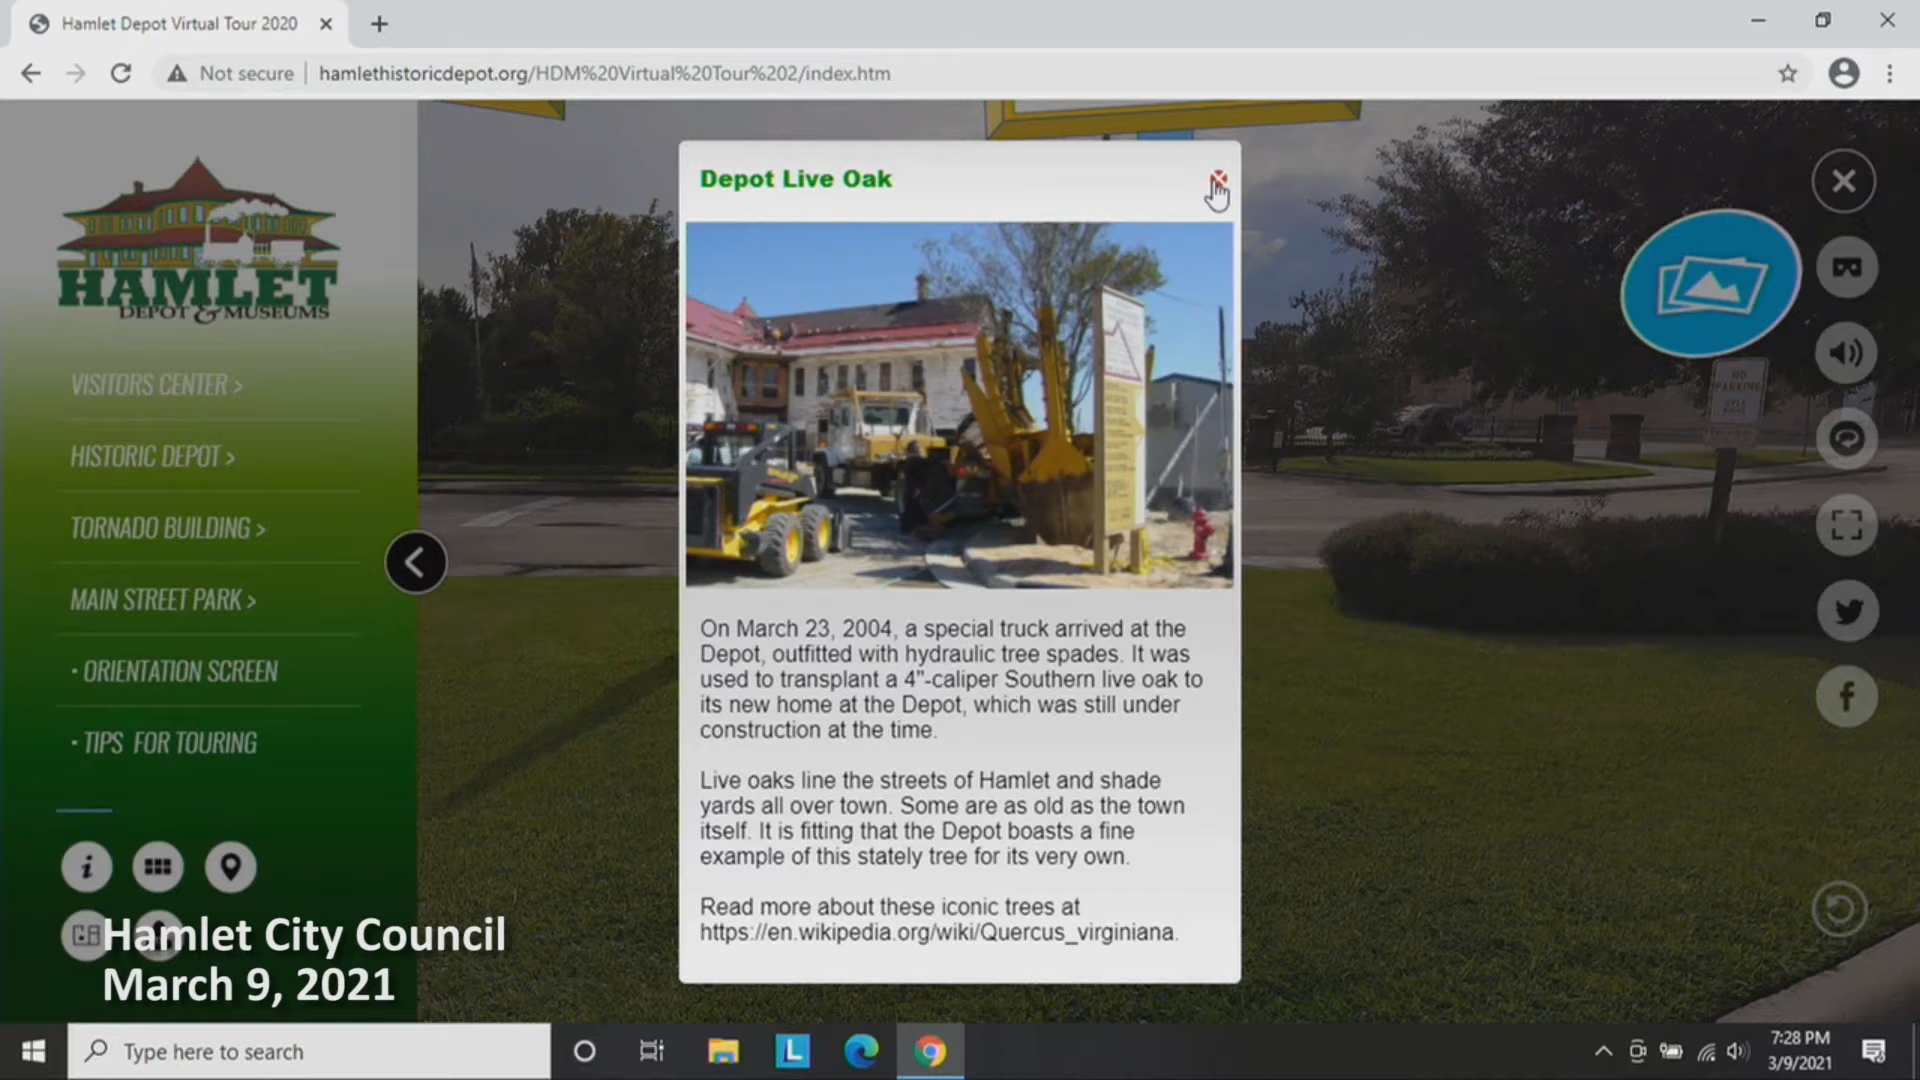 Hamlet Depot Virtual Tour 2020
Not secure
hamlethistoricdepot.org/HDM%20Virtual%20Tour%202/index.htm
HAMLET
DEPOT & MUSEUMS
VISITORS CENTER >
HISTORIC DEPOT >
TORNADO BUILDING >
MAIN STREET PARK >
· ORIENTATION SCREEN
· TIPS FOR TOURING
Depot Live Oak
On March 23, 2004, a special truck arrived at the
Depot, outfitted with hydraulic tree spades. It was
used to transplant a 4"-caliper Southern live oak to
its new home at the Depot, which was still under
construction at the time.
Live oaks line the streets of Hamlet and shade
yards all over town. Some are as old as the town
itself. It is fitting that the Depot boasts a fine
example of this stately tree for its very own.
Read more about these iconic trees at
https://en.wikipedia.org/wiki/Quercus_virginiana.
NO
PARKING
Hamlet City Council
March 9, 2021
Type here to search
7:28 PM
3/9/2021